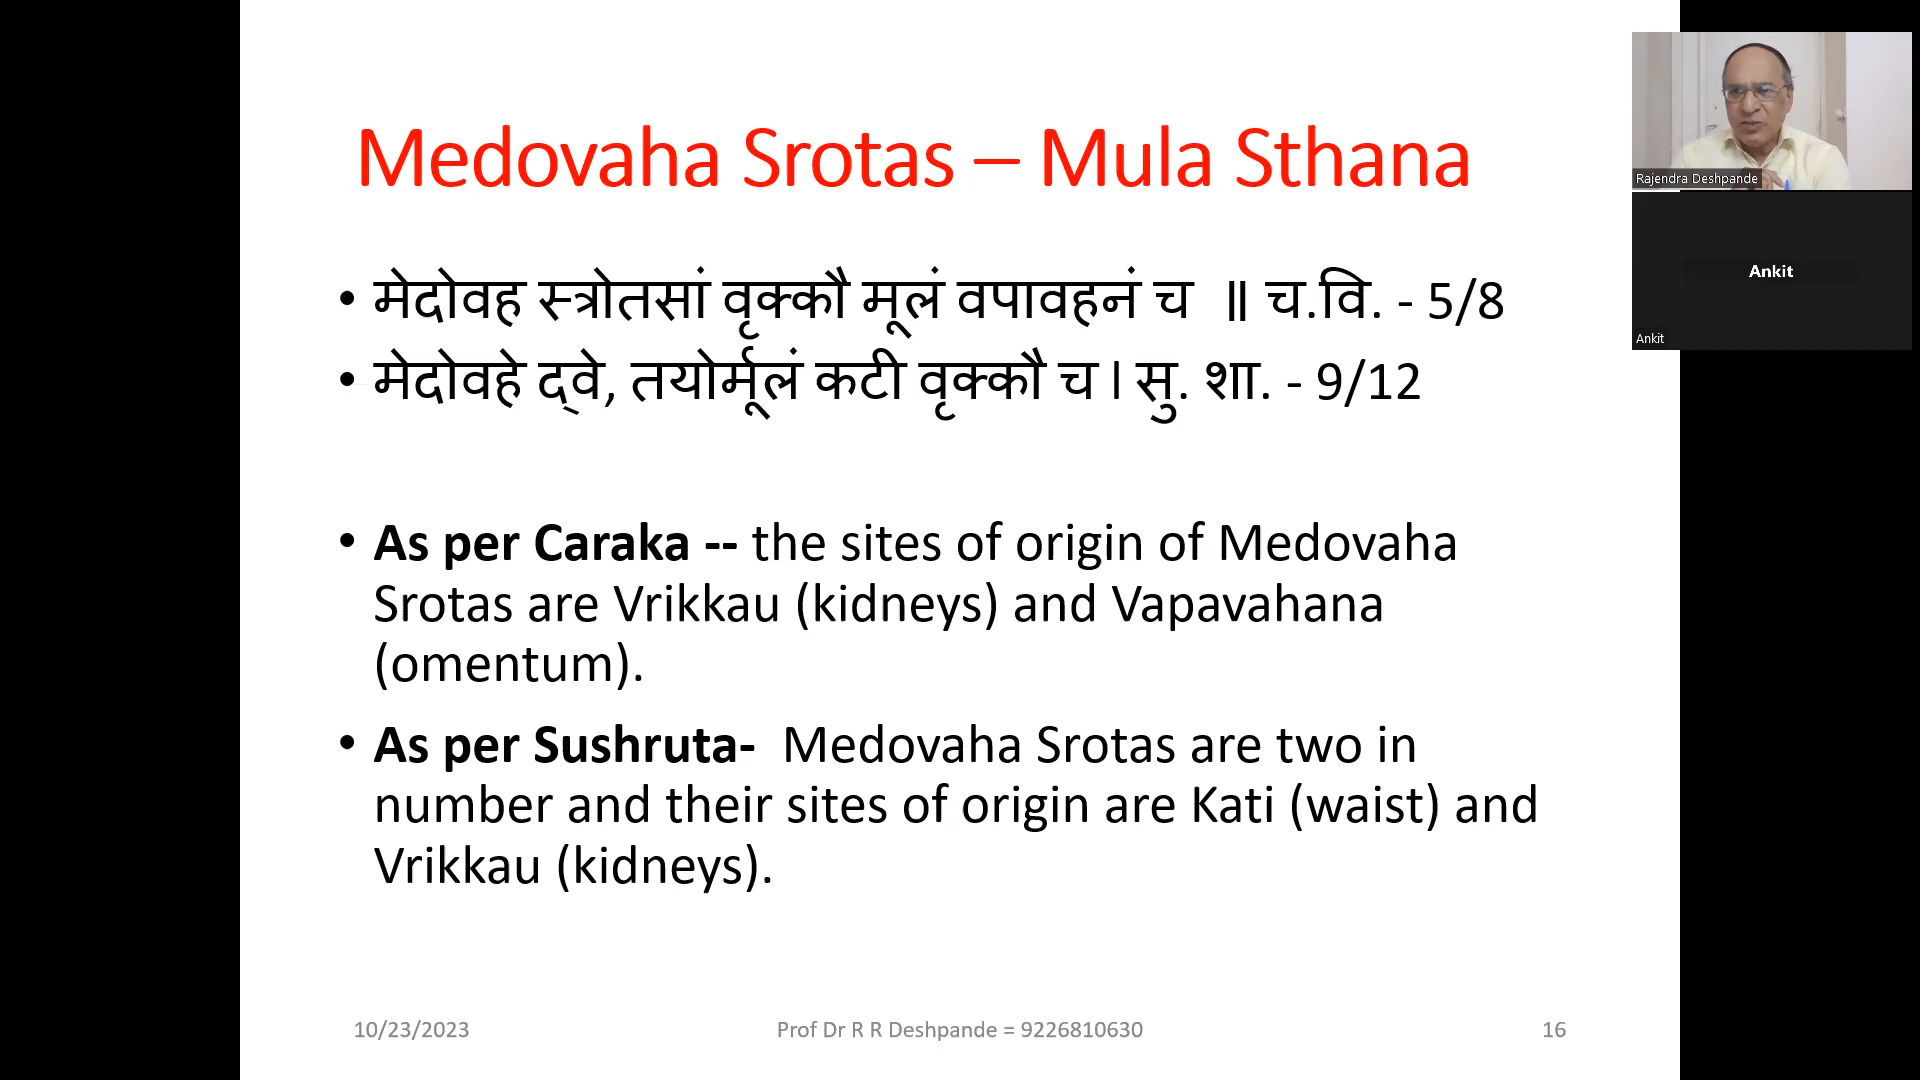 Medovaha Srotas – Mula Sthana
• मेदोवह स्त्रोतसां वृक्कौ मूलं वपावहनं च ॥ च.वि. - 5/8
• मेदोवहे द्वे, तयोर्मूलं कटी वृक्कौ च । सु. शा. - 9/12
• As per Caraka -- the sites of origin of Medovaha
Srotas are Vrikkau (kidneys) and Vapavahana
(omentum).
• As per Sushruta- Medovaha Srotas are two in
number and their sites of origin are Kati (waist) and
Vrikkau (kidneys).
10/23/2023
Prof Dr R R Deshpande = 9226810630
16
Rajendra Deshpande
Ankit
Ankit